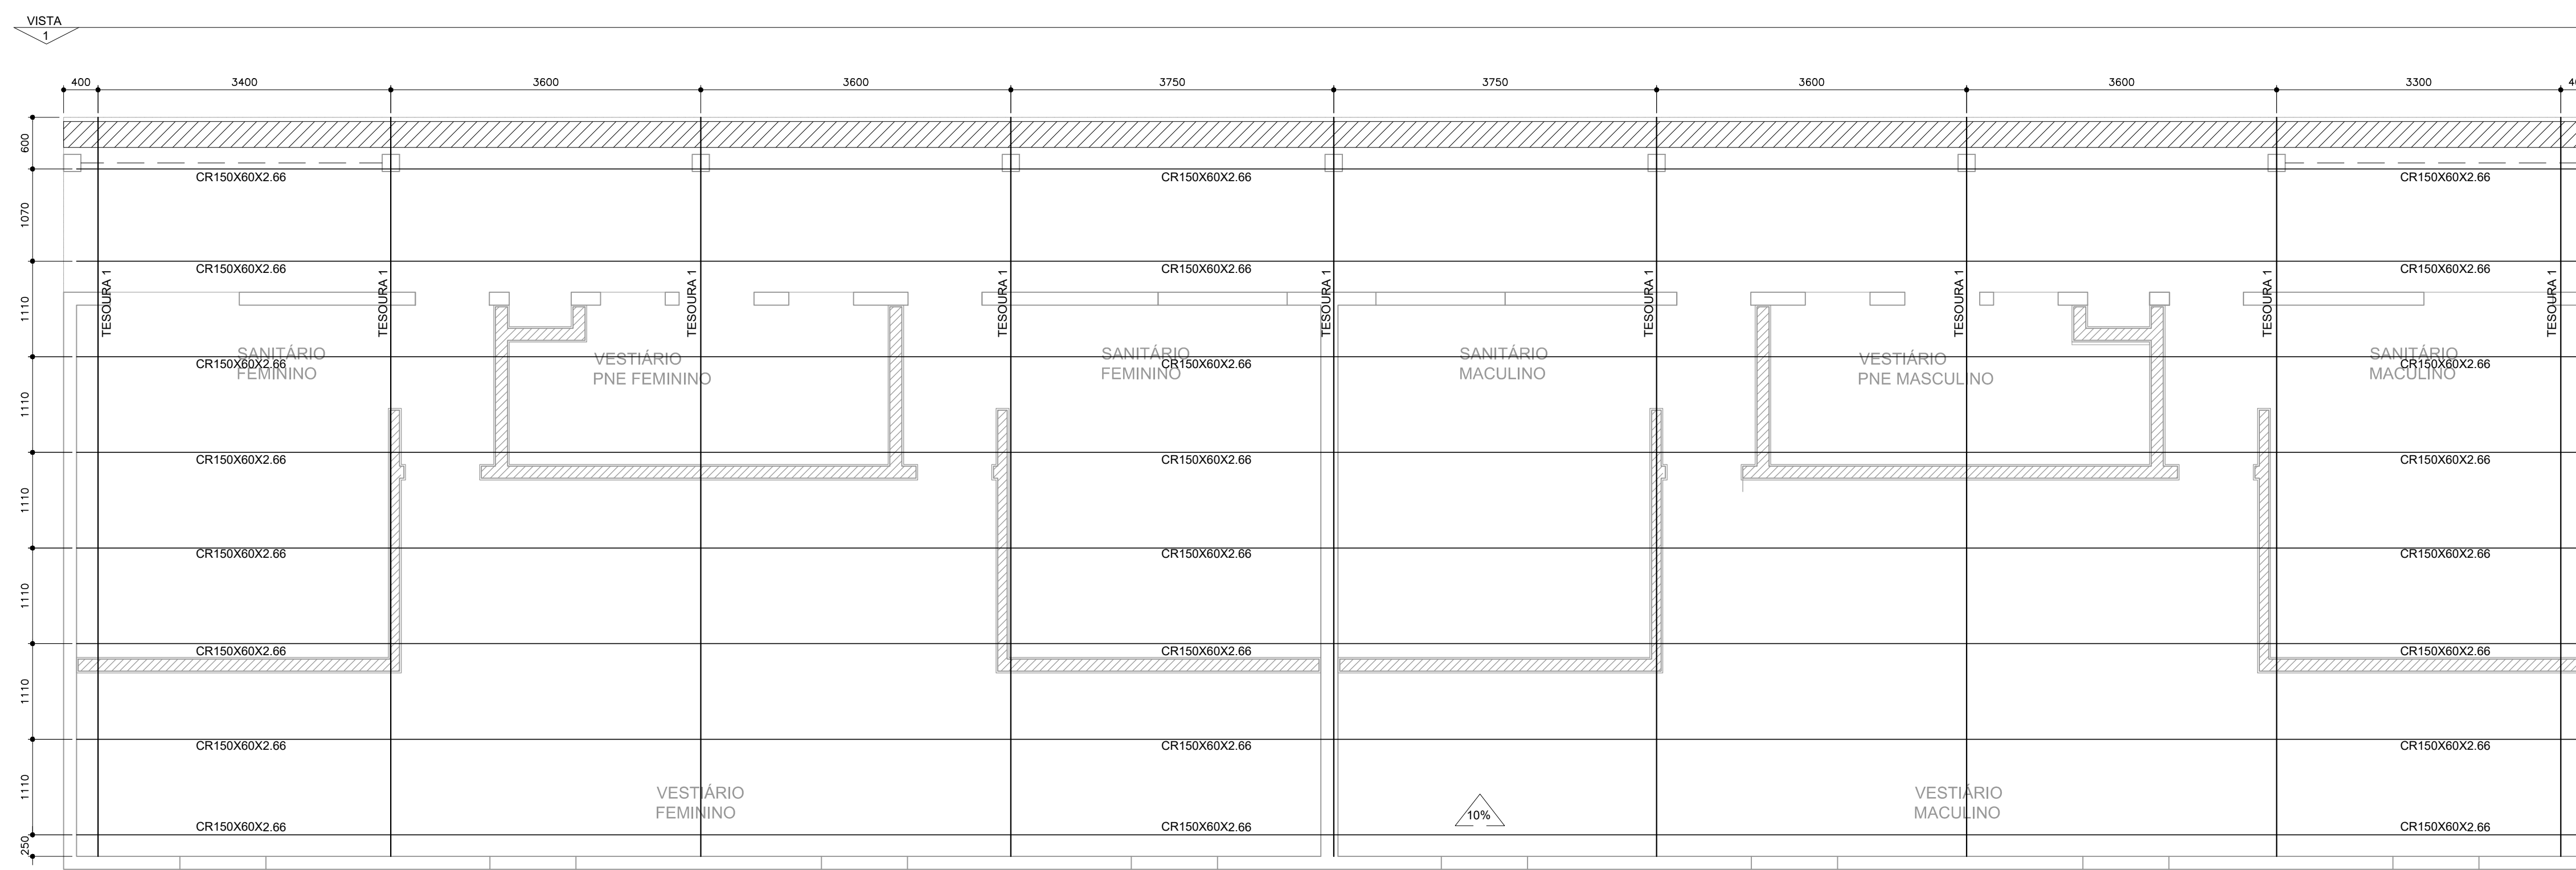 VISTA
1
400
3400
3600
3600
3750
3750
3600
3600
3300
600
CR150X60X2.66
CR150X60X2.66
CR150X60X2.66
1070
CR150X60X2.66
CR150X60X2.66
CR150X60X2.66
TESOURA 1
TESOURA 1
TESOURA 1
TESOURA 1
TESOURA 1
TESOURA 1
TESOURA 1
TESOURA 1
TESOURA 1
1110
SANITÁRIO
FEMININO
VESTIÁRIO
PNE FEMININO
SANITÁRIO
FEMININO
SANITÁRIO
MACULINO
VESTIÁRIO
PNE MASCULINO
SANITÁRIO
MACULINO
CR150X60X2.66
CR150X60X2.66
CR150X60X2.66
1110
CR150X60X2.66
CR150X60X2.66
CR150X60X2.66
1110
CR150X60X2.66
CR150X60X2.66
CR150X60X2.66
1110
CR150X60X2.66
CR150X60X2.66
CR150X60X2.66
1110
CR150X60X2.66
CR150X60X2.66
CR150X60X2.66
1110
VESTIÁRIO
FEMININO
10%
VESTIÁRIO
MACULINO
CR150X60X2.66
CR150X60X2.66
CR150X60X2.66
250